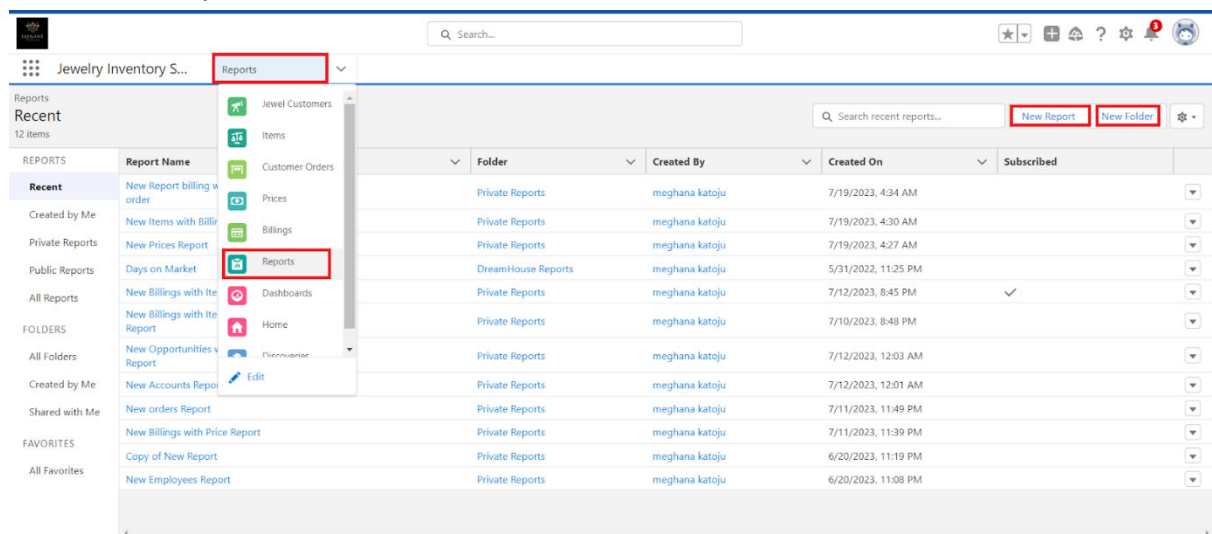 ELEGANT
Search...
3
Jewelry Inventory S...
Reports
Jewel Customers
Items
Customer Orders
Prices
Billings
Reports
Dashboards
Home
Discoveries
Edit
Reports
Recent
12 items
Search recent reports...
New Report
New Folder
REPORTS
Recent
Created by Me
Private Reports
Public Reports
All Reports
FOLDERS
All Folders
Created by Me
Shared with Me
FAVORITES
All Favorites
Report Name Folder Created By Created On Subscribed
New Report billing w
order Private Reports meghana katoju 7/19/2023, 4:34 AM
New Items with Billin Private Reports meghana katoju 7/19/2023, 4:30 AM
New Prices Report Private Reports meghana katoju 7/19/2023, 4:27 AM
Days on Market DreamHouse Reports meghana katoju 5/31/2022, 11:25 PM
New Billings with Ite Private Reports meghana katoju 7/12/2023, 8:45 PM
New Billings with Ite
Report Private Reports meghana katoju 7/10/2023, 8:48 PM
New Opportunities w
Report Private Reports meghana katoju 7/12/2023, 12:03 AM
New Accounts Repo Private Reports meghana katoju 7/12/2023, 12:01 AM
New orders Report Private Reports meghana katoju 7/11/2023, 11:49 PM
New Billings with Price Report Private Reports meghana katoju 7/11/2023, 11:39 PM
Copy of New Report Private Reports meghana katoju 6/20/2023, 11:19 PM
New Employees Report Private Reports meghana katoju 6/20/2023, 11:08 PM